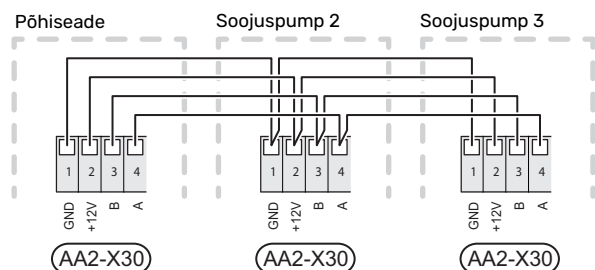 Põhiseade Soojuspump 2 Soojuspump 3
1 2 3 4 1 2 3 4 1 2 3 4
GND +12V B A GND +12V B A GND +12V B A
AA2-X30 AA2-X30 AA2-X30